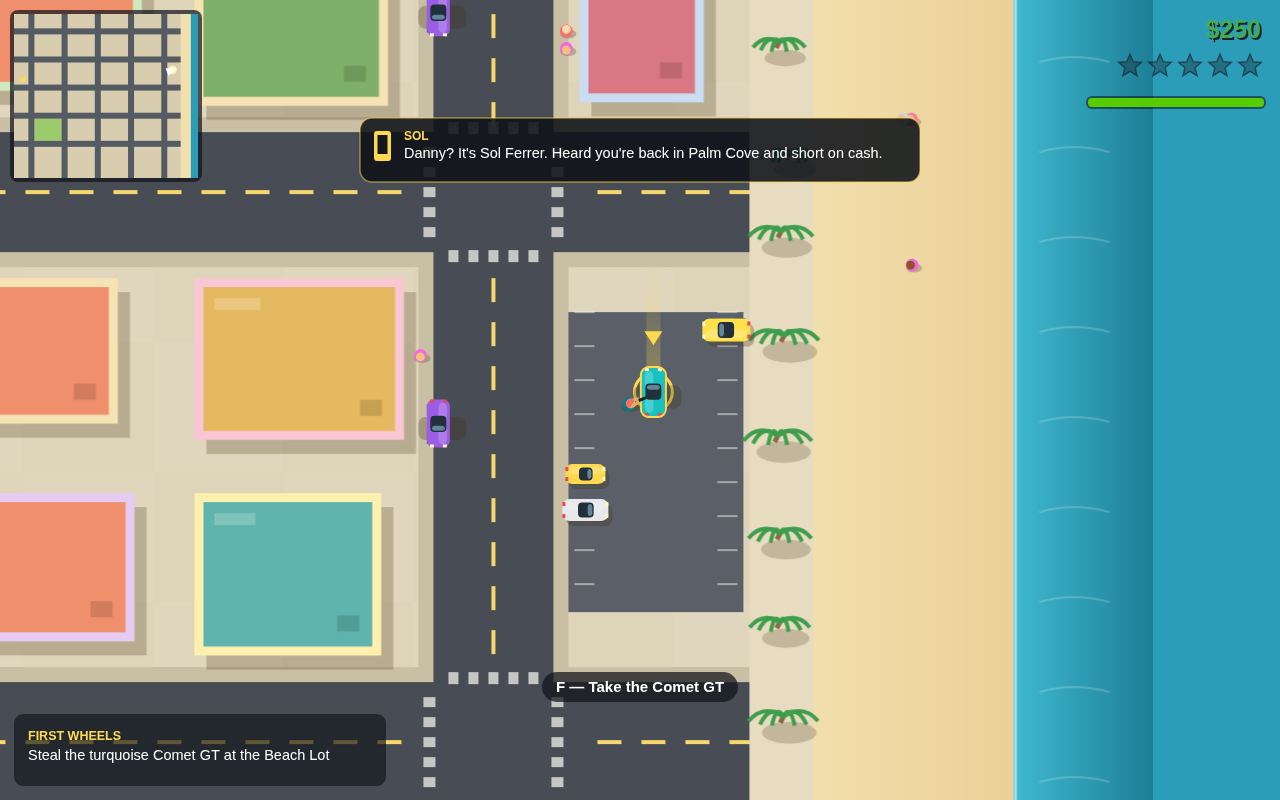 $250
SOL
Danny? It's Sol Ferrer. Heard you're back in Palm Cove and short on cash.
F — Take the Comet GT
FIRST WHEELS
Steal the turquoise Comet GT at the Beach Lot